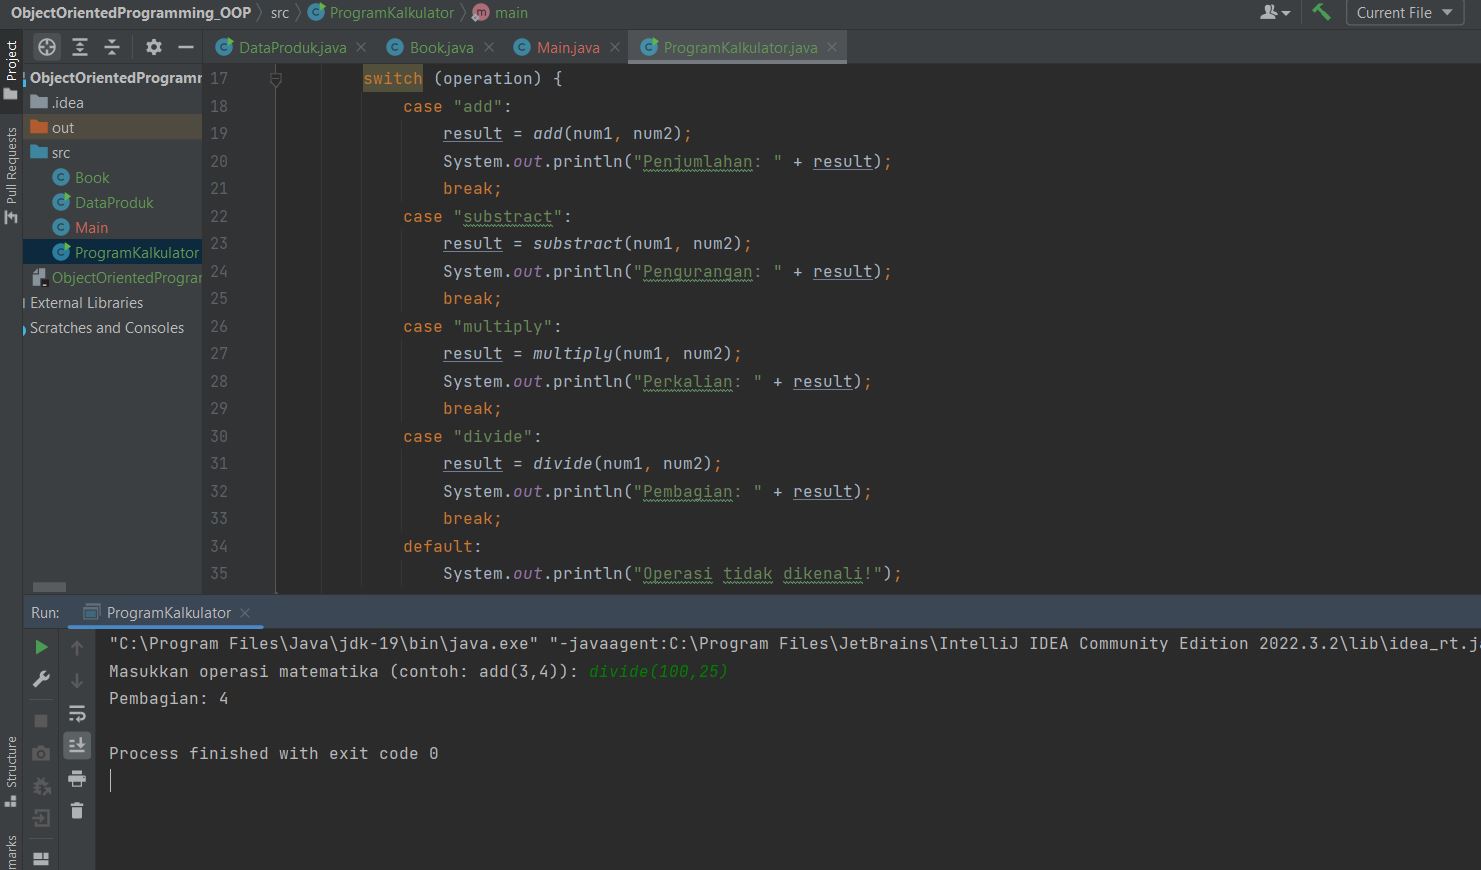 ObjectOrientedProgramming_OOP src ProgramKalkulator main Current File
Project
DataProduk.java Book.java Main.java ProgramKalkulator.java
ObjectOrientedProgramm
.idea
out
src
Book
DataProduk
Main
ProgramKalkulator
ObjectOrientedProgra
External Libraries
Scratches and Consoles
Pull Requests
17 switch (operation) {
18 case "add":
19 result = add(num1, num2);
20 System.out.println("Penjumlahan: " + result);
21 break;
22 case "substract":
23 result = substract(num1, num2);
24 System.out.println("Pengurangan: " + result);
25 break;
26 case "multiply":
27 result = multiply(num1, num2);
28 System.out.println("Perkalian: " + result);
29 break;
30 case "divide":
31 result = divide(num1, num2);
32 System.out.println("Pembagian: " + result);
33 break;
34 default:
35 System.out.println("Operasi tidak dikenali!");
Run: ProgramKalkulator
"C:\Program Files\Java\jdk-19\bin\java.exe" "-javaagent:C:\Program Files\JetBrains\IntelliJ IDEA Community Edition 2022.3.2\lib\idea_rt.j
Masukkan operasi matematika (contoh: add(3,4)): divide(100,25)
Pembagian: 4
Process finished with exit code 0
Structure
marks